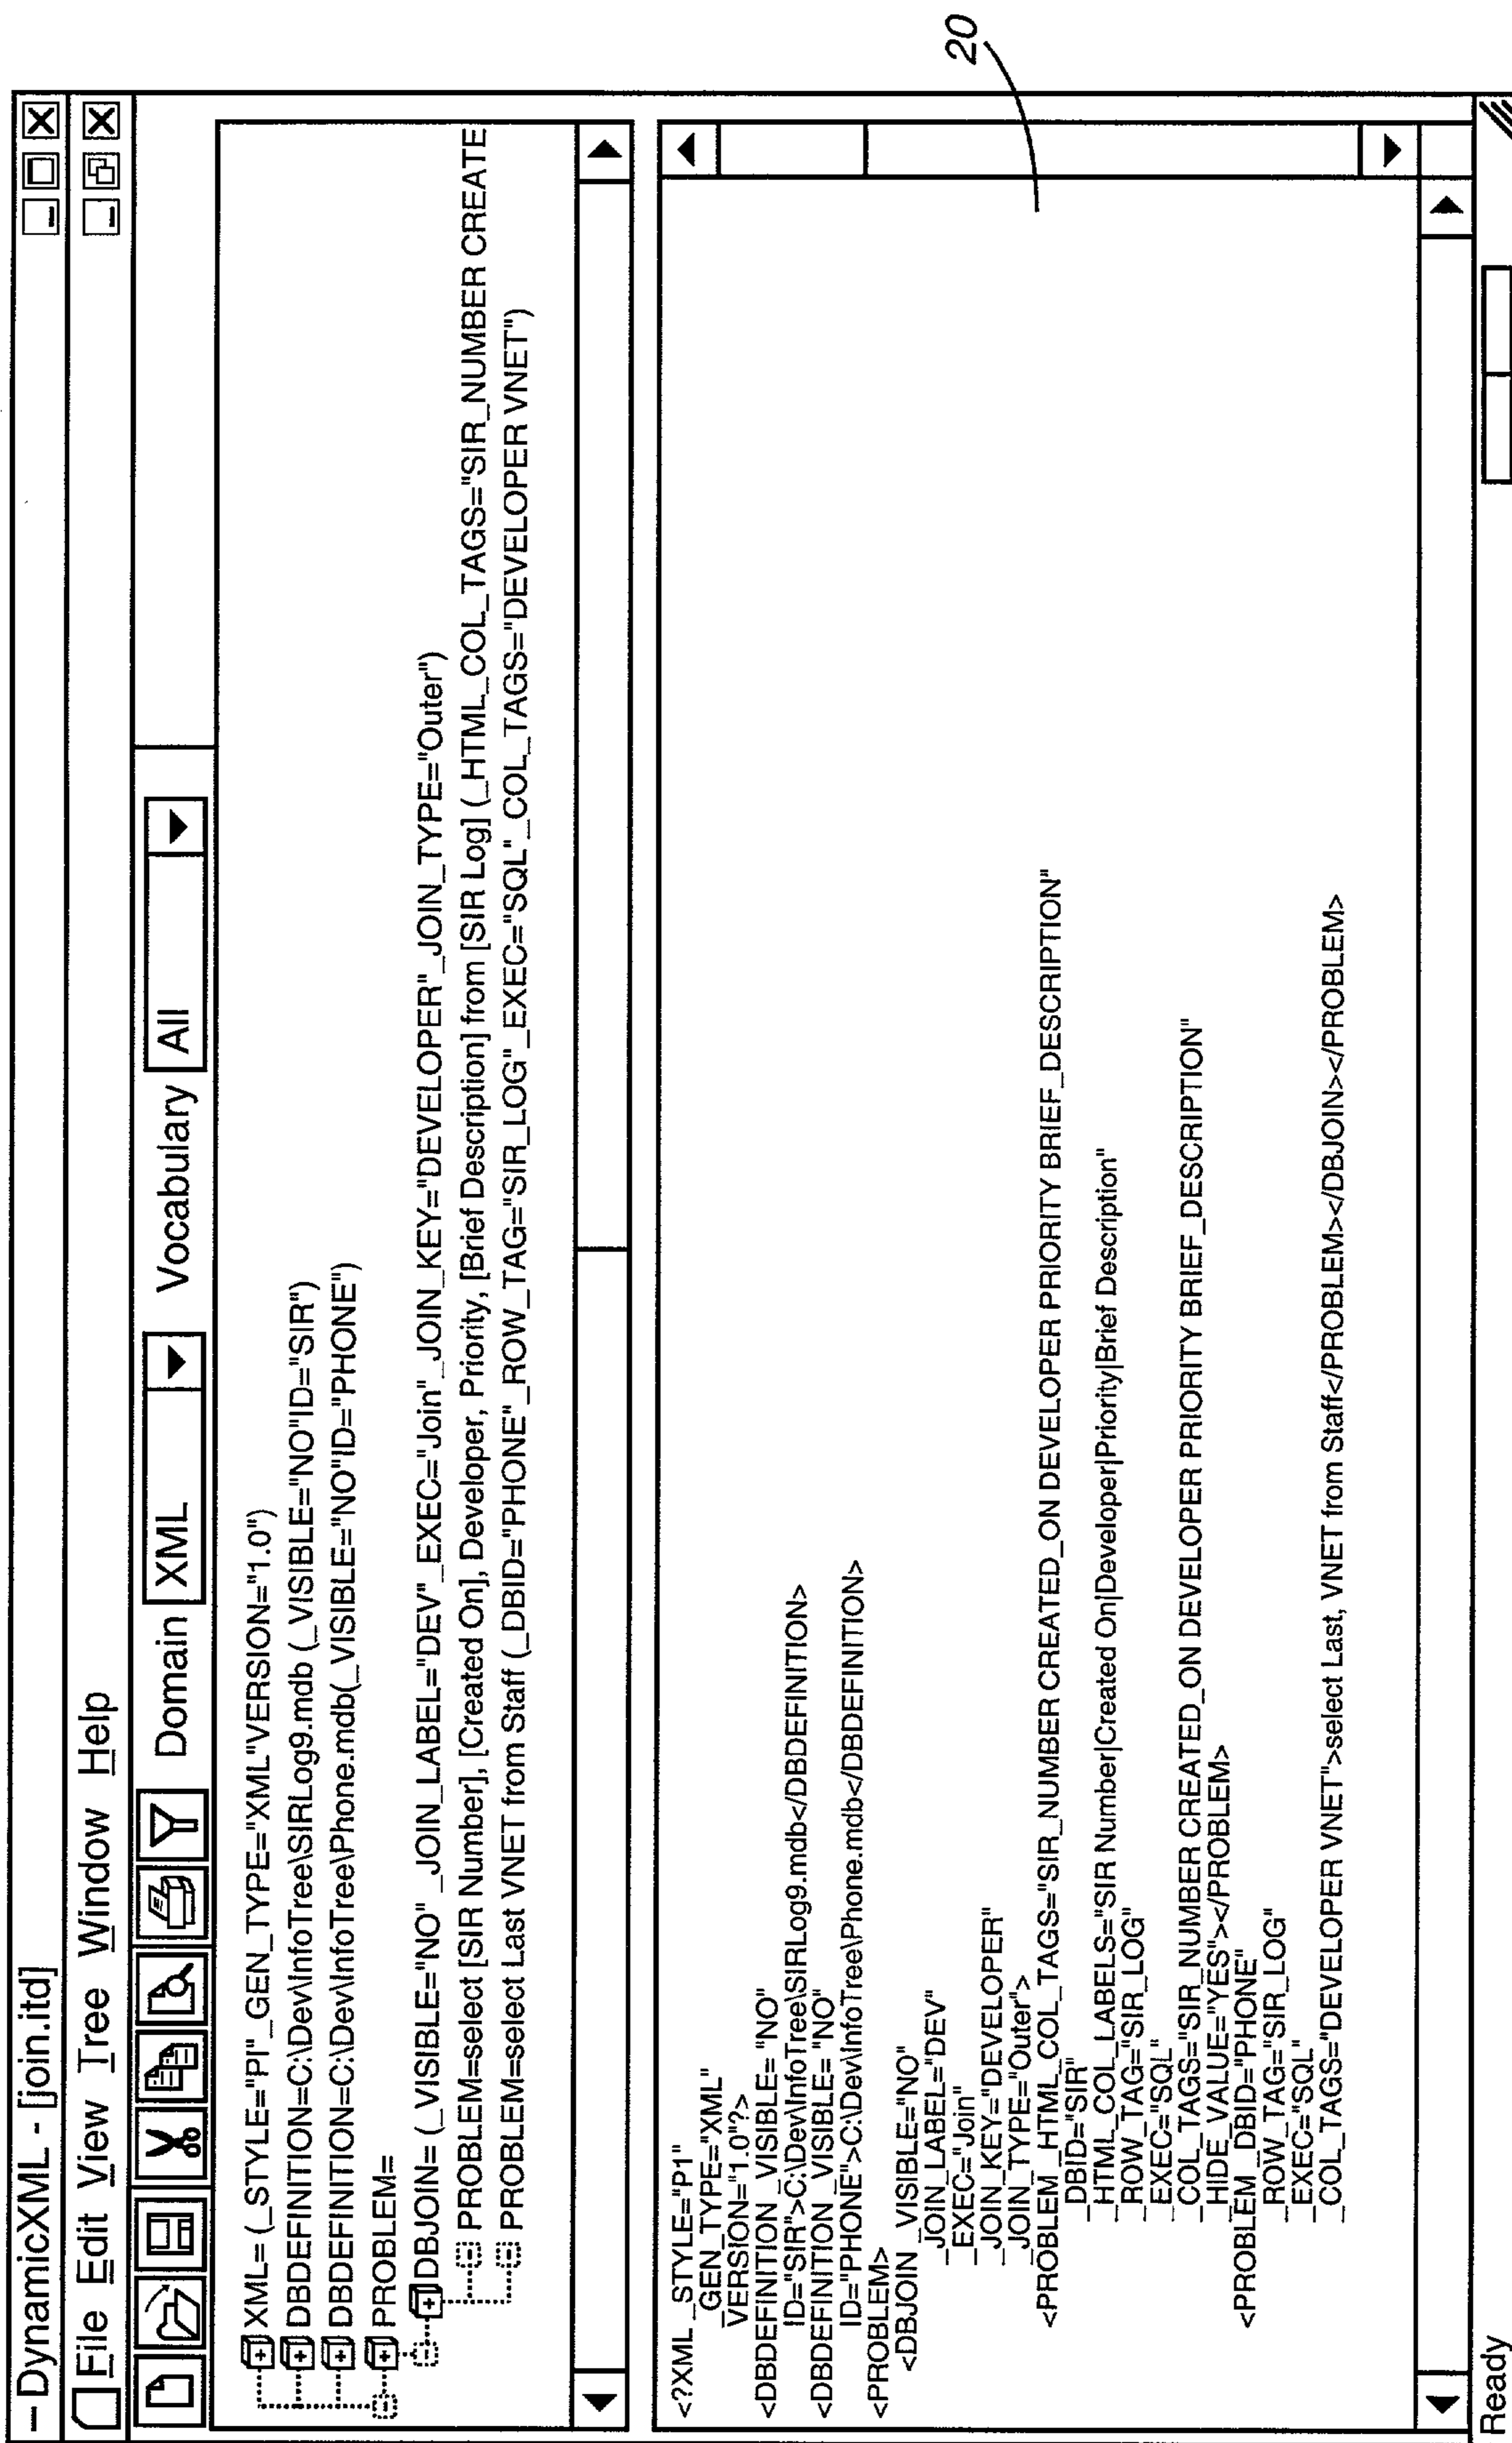 DynamicXML - [join.itd]
File Edit View Tree Window Help
Domain XML Vocabulary All
XML= (_STYLE="PI"_GEN_TYPE="XML"VERSION="1.0")
DBDEFINITION=C:\Dev\InfoTree\SIRLog9.mdb (_VISIBLE="NO"ID="SIR")
DBDEFINITION=C:\Dev\InfoTree\Phone.mdb(_VISIBLE="NO"ID="PHONE")
PROBLEM=
DBJOIN= (_VISIBLE="NO" _JOIN_LABEL="DEV"_EXEC="Join"_JOIN_KEY="DEVELOPER"_JOIN_TYPE="Outer")
PROBLEM=select [SIR Number], [Created On], Developer, Priority, [Brief Description] from [SIR Log] (_HTML_COL_TAGS="SIR_NUMBER CREATE
PROBLEM=select Last VNET from Staff (_DBID="PHONE"_ROW_TAG="SIR_LOG"_EXEC="SQL"_COL_TAGS="DEVELOPER VNET")
<?XML _STYLE="P1"
_GEN_TYPE="XML"
VERSION="1.0"?>
<DBDEFINITION _VISIBLE= "NO"
ID="SIR">C:\Dev\InfoTree\SIRLog9.mdb</DBDEFINITION>
<DBDEFINITION _VISIBLE= "NO"
ID="PHONE">C:\Dev\InfoTree\Phone.mdb</DBDEFINITION>
<PROBLEM>
<DBJOIN _VISIBLE="NO"
_JOIN_LABEL="DEV"
_EXEC="Join"
_JOIN_KEY="DEVELOPER"
_JOIN_TYPE="Outer">
<PROBLEM _HTML_COL_TAGS="SIR_NUMBER CREATED_ON DEVELOPER PRIORITY BRIEF_DESCRIPTION"
_DBID="SIR"
_HTML_COL_LABELS="SIR Number|Created On|Developer|Priority|Brief Description"
_ROW_TAG="SIR_LOG"
_EXEC="SQL"
_COL_TAGS="SIR_NUMBER CREATED_ON DEVELOPER PRIORITY BRIEF_DESCRIPTION"
_HIDE_VALUE="YES"></PROBLEM>
<PROBLEM _DBID="PHONE"
_ROW_TAG="SIR_LOG"
_EXEC="SQL"
_COL_TAGS="DEVELOPER VNET">select Last, VNET from Staff</PROBLEM></DBJOIN></PROBLEM>
20
Ready